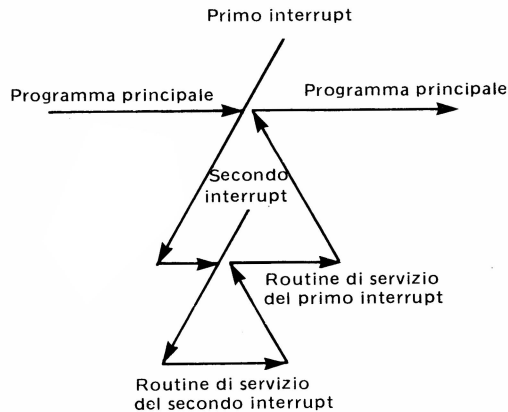 Primo interrupt
Programma principale
Programma principale
Secondo
interrupt
Routine di servizio
del primo interrupt
Routine di servizio
del secondo interrupt